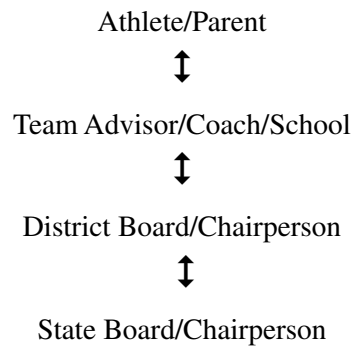 Athlete/Parent
↕
Team Advisor/Coach/School
↕
District Board/Chairperson
↕
State Board/Chairperson